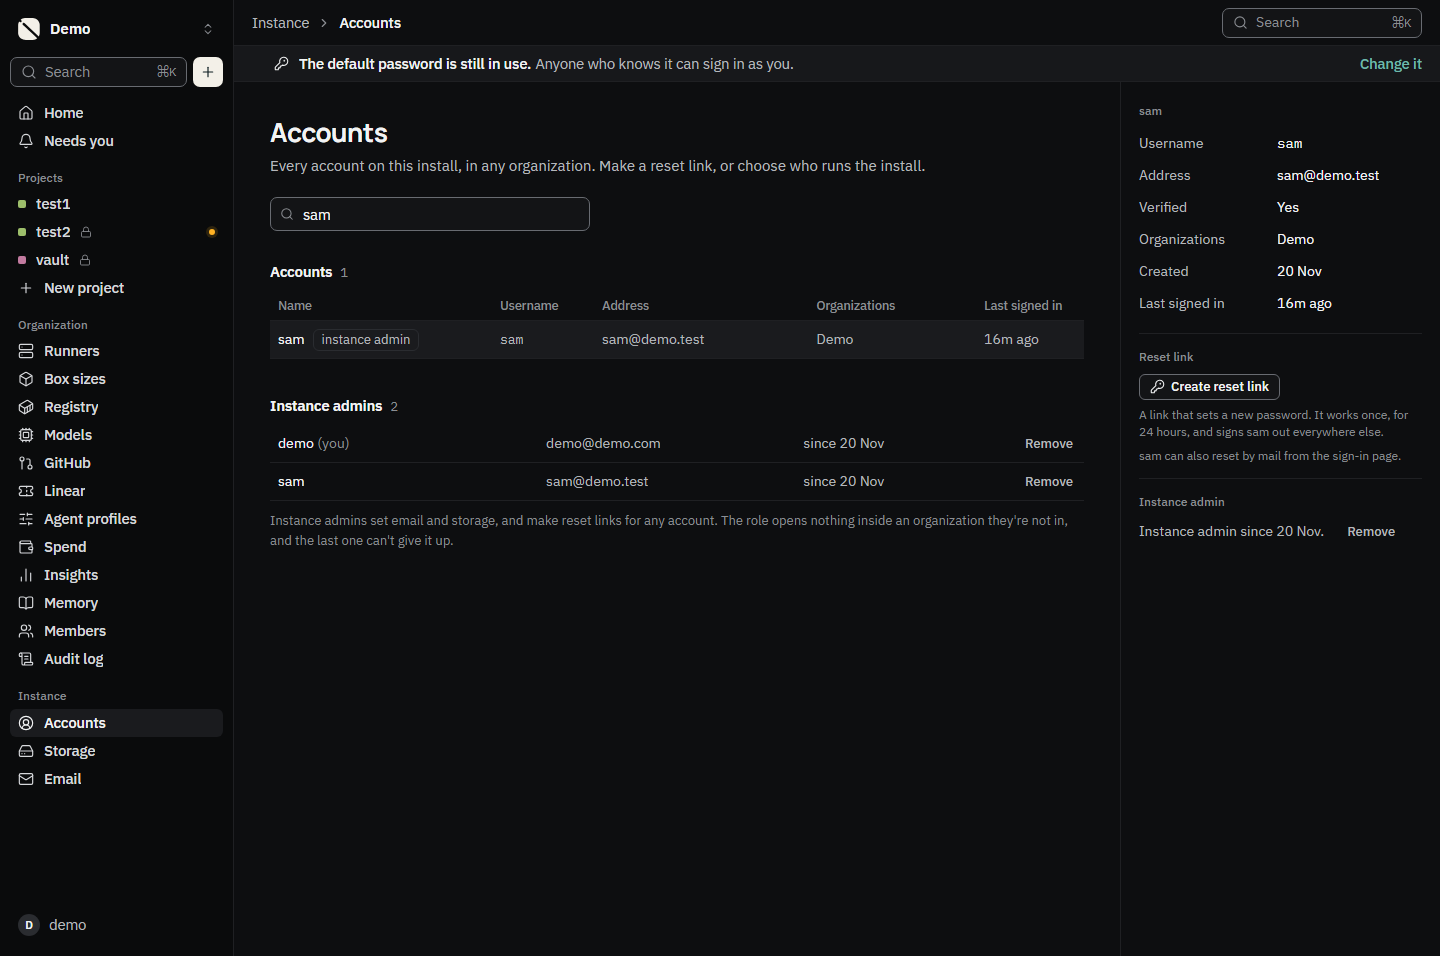 Demo
Search ⌘K
Home
Needs you
Projects
test1
test2
vault
New project
Organization
Runners
Box sizes
Registry
Models
GitHub
Linear
Agent profiles
Spend
Insights
Memory
Members
Audit log
Instance
Accounts
Storage
Email
D demo
Instance Accounts
Search ⌘K
The default password is still in use. Anyone who knows it can sign in as you. Change it
Accounts
Every account on this install, in any organization. Make a reset link, or choose who runs the install.
sam
Accounts 1
Name Username Address Organizations Last signed in
sam instance admin sam sam@demo.test Demo 16m ago
Instance admins 2
demo (you) demo@demo.com since 20 Nov Remove
sam sam@demo.test since 20 Nov Remove
Instance admins set email and storage, and make reset links for any account. The role opens nothing inside an organization they're not in,
and the last one can't give it up.
sam
Username sam
Address sam@demo.test
Verified Yes
Organizations Demo
Created 20 Nov
Last signed in 16m ago
Reset link
Create reset link
A link that sets a new password. It works once, for
24 hours, and signs sam out everywhere else.
sam can also reset by mail from the sign-in page.
Instance admin
Instance admin since 20 Nov. Remove